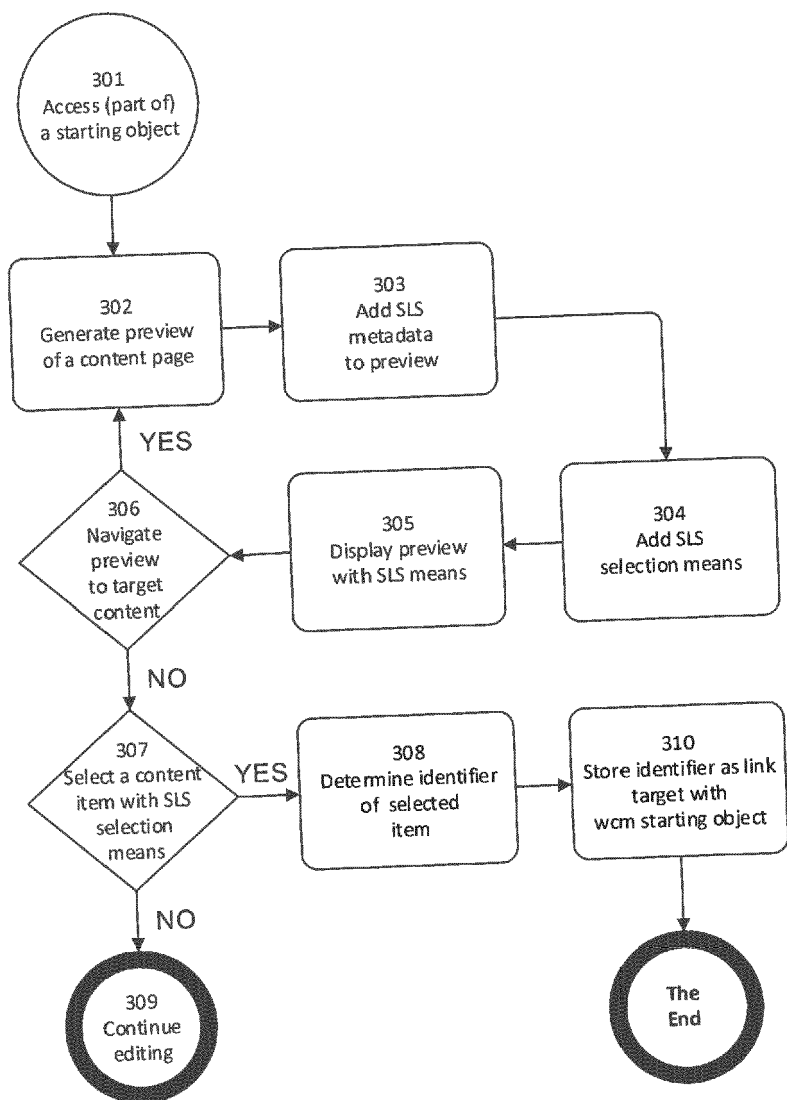 301
Access (part of)
a starting object
302
Generate preview
of a content page
303
Add SLS
metadata
to preview
YES
306
Navigate
preview
to target
content
305
Display preview
with SLS means
304
Add SLS
selection means
NO
307
Select a content
item with SLS
selection
means
YES
308
Determine identifier
of selected
item
310
Store identifier as link
target with
wcm starting object
NO
309
Continue
editing
The
End